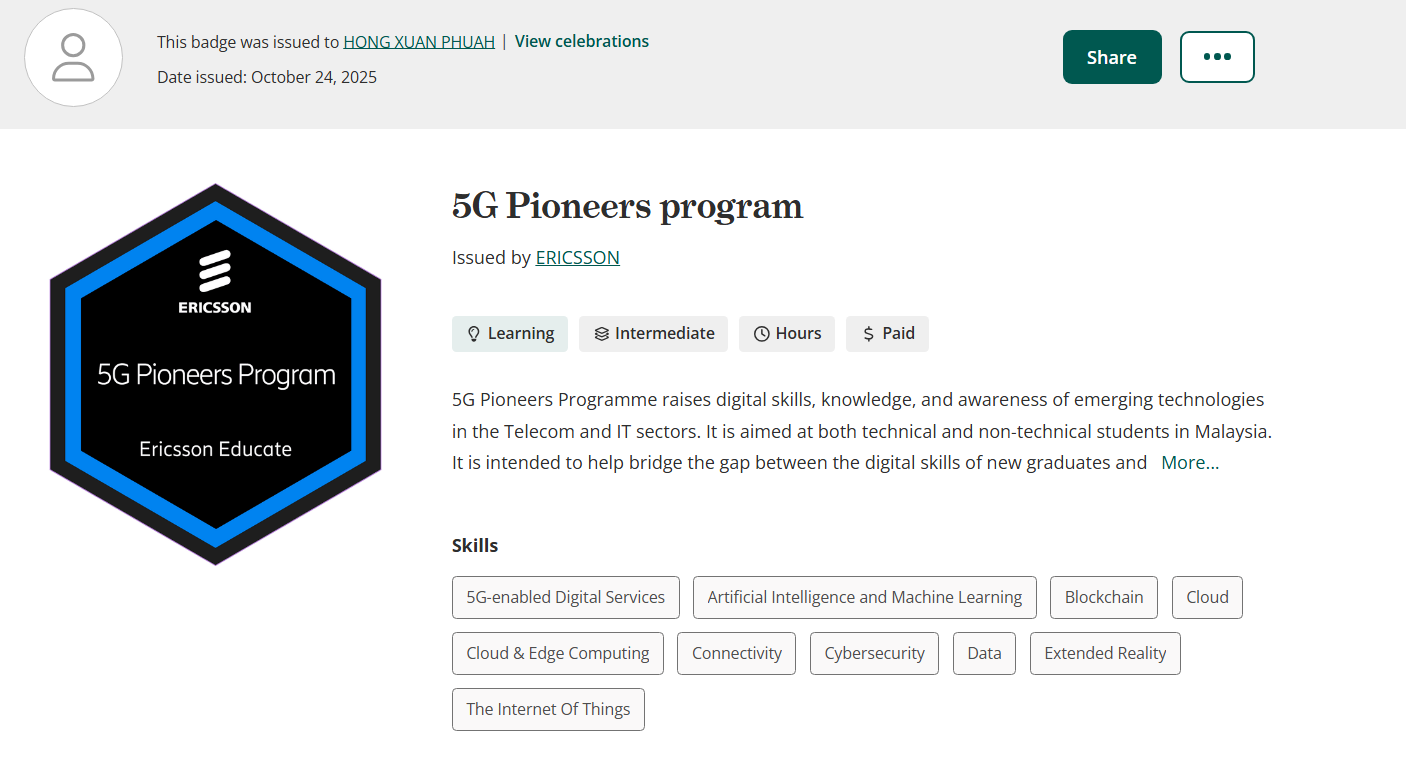 This badge was issued to HONG XUAN PHUAH | View celebrations
Date issued: October 24, 2025
Share
•••
ERICSSON
5G Pioneers Program
Ericsson Educate
5G Pioneers program
Issued by ERICSSON
Learning
Intermediate
Hours
$ Paid
5G Pioneers Programme raises digital skills, knowledge, and awareness of emerging technologies
in the Telecom and IT sectors. It is aimed at both technical and non-technical students in Malaysia.
It is intended to help bridge the gap between the digital skills of new graduates and More...
Skills
5G-enabled Digital Services
Artificial Intelligence and Machine Learning
Blockchain
Cloud
Cloud & Edge Computing
Connectivity
Cybersecurity
Data
Extended Reality
The Internet Of Things